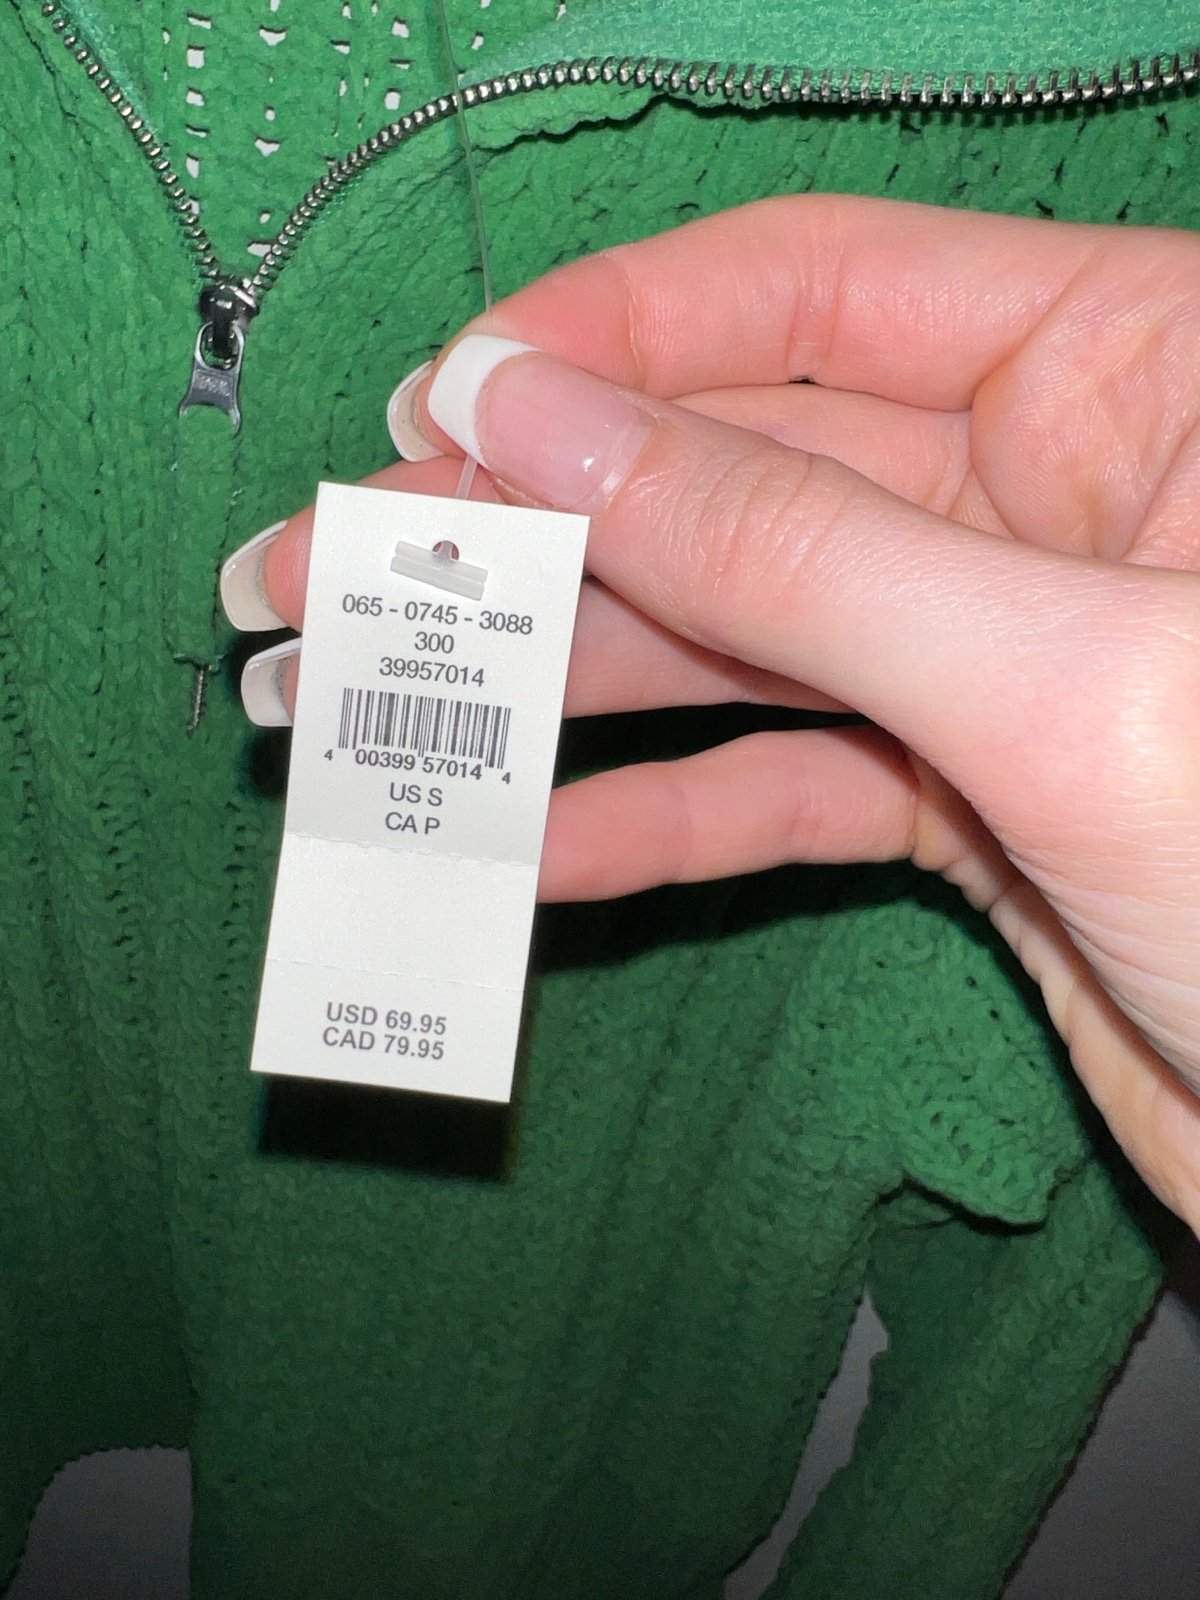 065 - 0745 - 3088
300
39957014
4 00399 57014 4
US S
CA P
USD 69.95
CAD 79.95